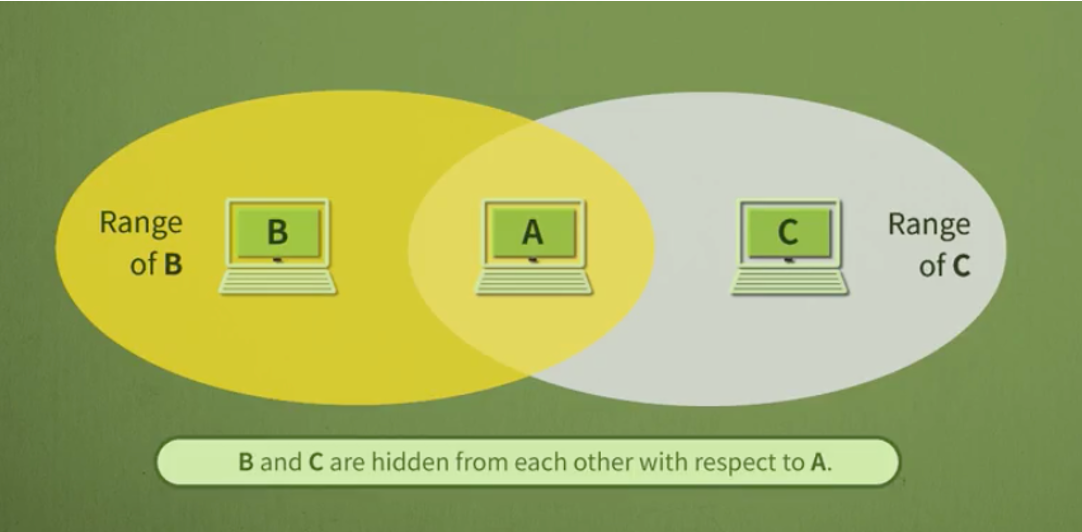 Range
of B
B
A
C
Range
of C
B and C are hidden from each other with respect to A.